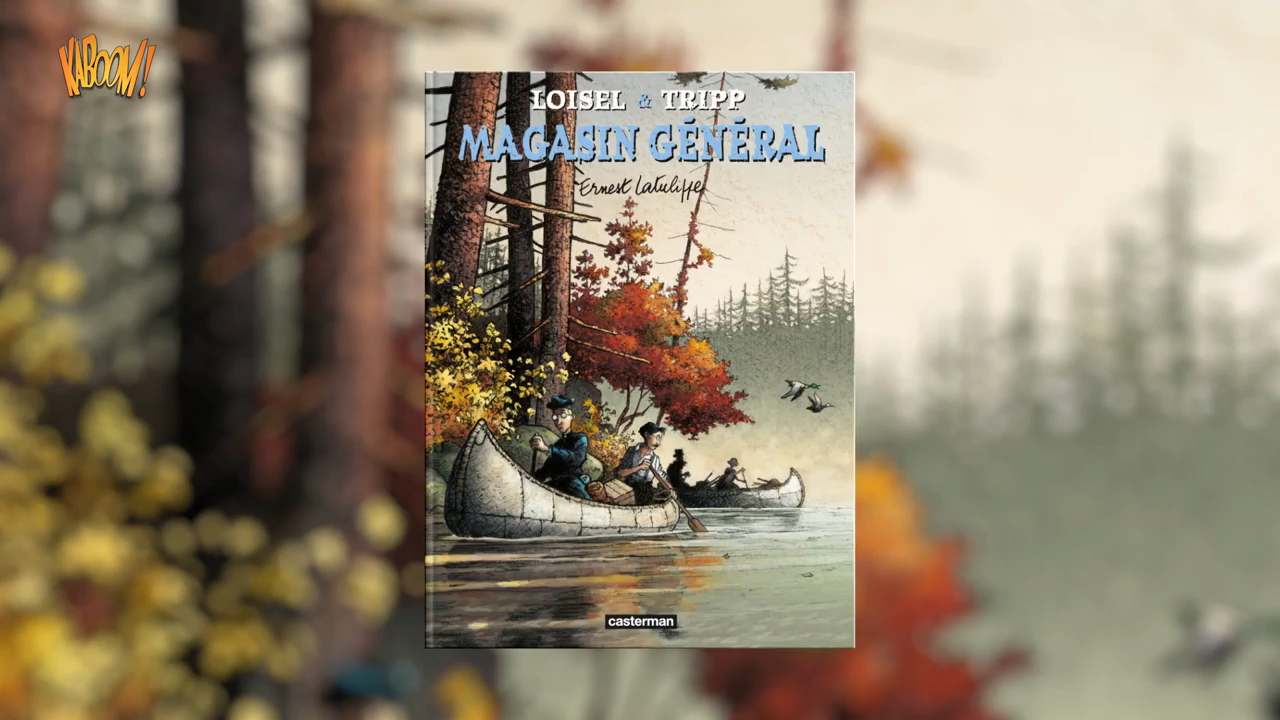 KABOOM!
LOISEL & TRIPP
MAGASIN GÉNÉRAL
Ernest Latulippe
casterman